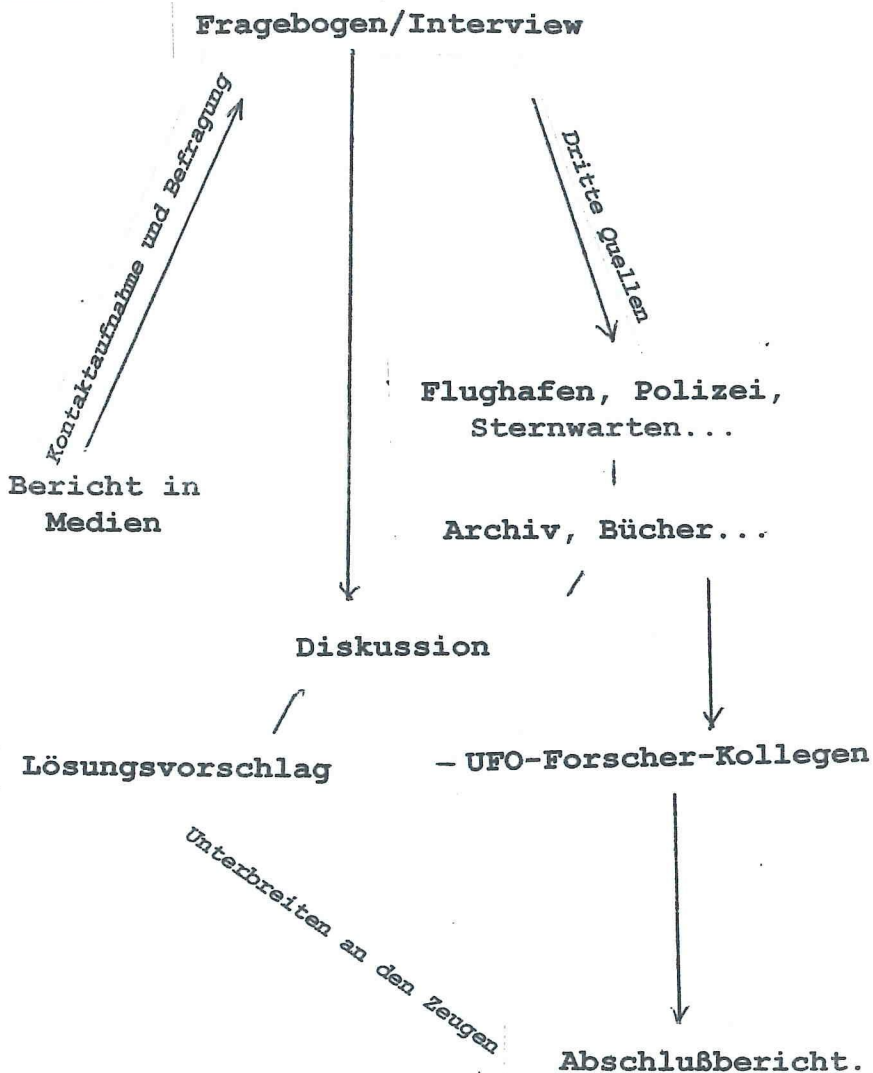 Fragebogen/Interview
Kontaktaufnahme und Befragung
Dritte Quellen
Flughafen, Polizei,
Sternwarten...
Bericht in
Medien
Archiv, Bücher...
Diskussion
Lösungsvorschlag
- UFO-Forscher-Kollegen
Unterbreiten an den Zeugen
Abschlußbericht.